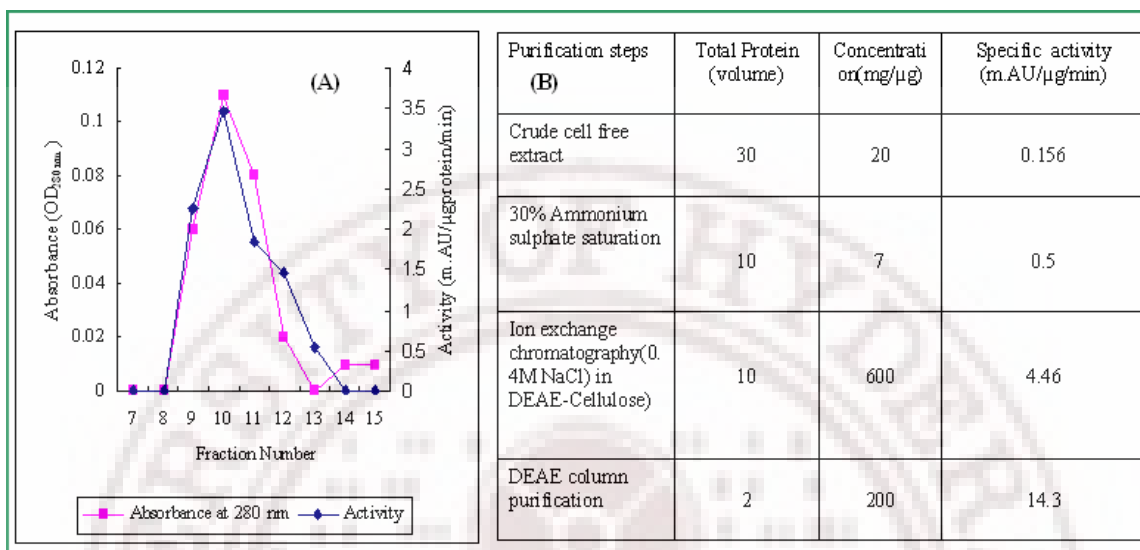 (A)
Absorbance (OD280 nm)
0.12
0.1
0.08
0.06
0.04
0.02
0
4
3.5
3
2.5
2
1.5
1
0.5
0
Activity (m. AU/µgprotein/min)
7 8 9 10 11 12 13 14 15
Fraction Number
Absorbance at 280 nm Activity
Purification steps
(B)
Total Protein
(volume)
Concentrati
on(mg/µg)
Specific activity
(m.AU/µg/min)
Crude cell free
extract
30
20
0.156
30% Ammonium
sulphate saturation
10
7
0.5
Ion exchange
chromatography(0.
4M NaCl) in
DEAE-Cellulose)
10
600
4.46
DEAE column
purification
2
200
14.3